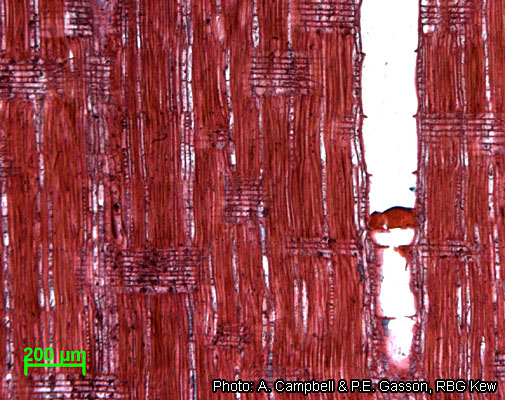 200 µm
Photo: A. Campbell & P.E. Gasson, RBG Kew